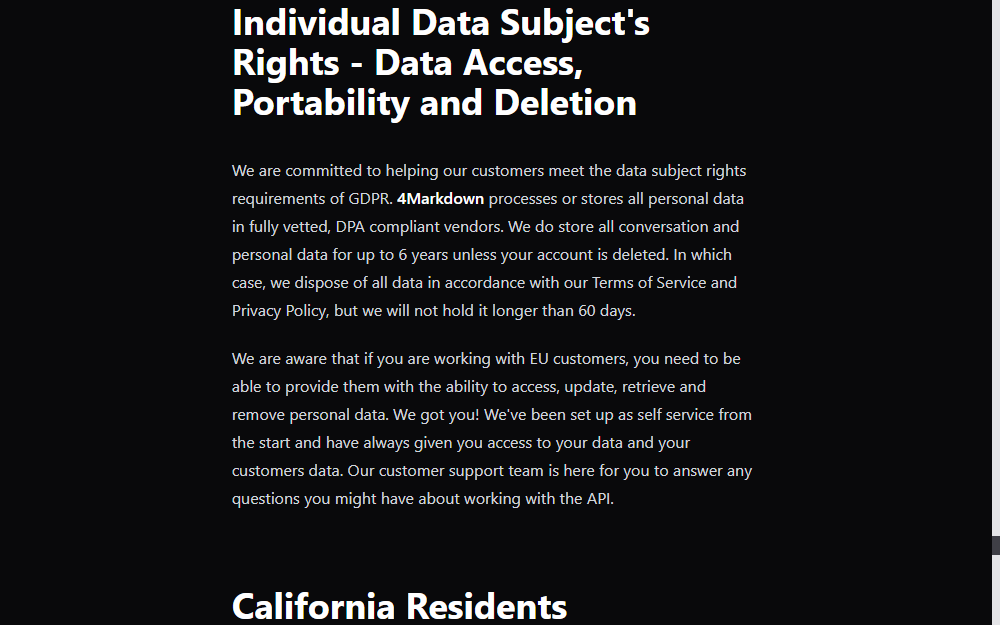 Individual Data Subject's
Rights - Data Access,
Portability and Deletion
We are committed to helping our customers meet the data subject rights
requirements of GDPR. 4Markdown processes or stores all personal data
in fully vetted, DPA compliant vendors. We do store all conversation and
personal data for up to 6 years unless your account is deleted. In which
case, we dispose of all data in accordance with our Terms of Service and
Privacy Policy, but we will not hold it longer than 60 days.
We are aware that if you are working with EU customers, you need to be
able to provide them with the ability to access, update, retrieve and
remove personal data. We got you! We've been set up as self service from
the start and have always given you access to your data and your
customers data. Our customer support team is here for you to answer any
questions you might have about working with the API.
California Residents